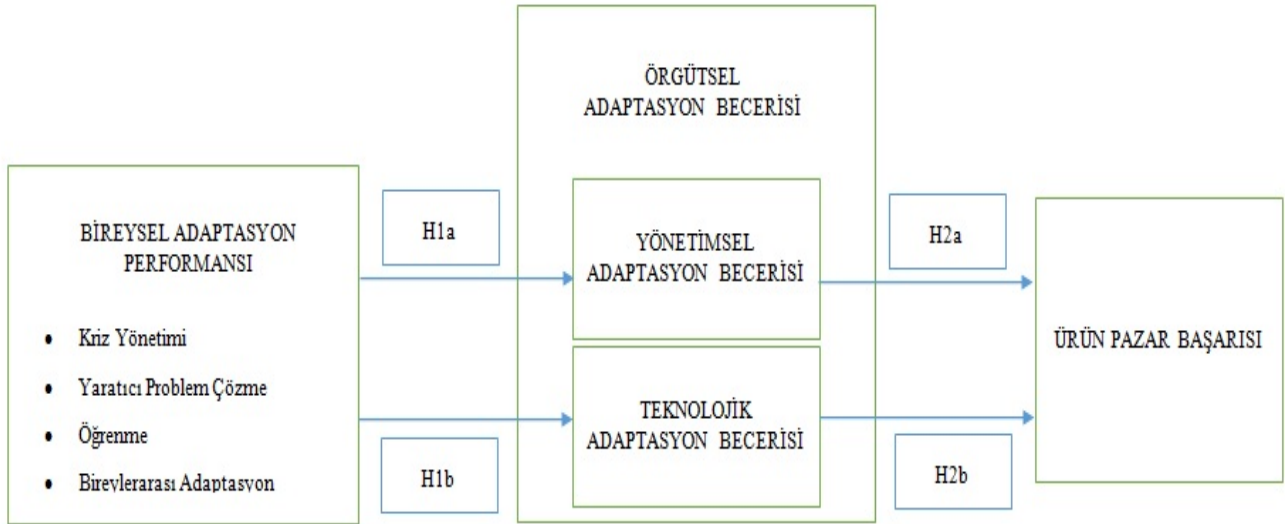 BİREYSEL ADAPTASYON
PERFORMANSI
• Kriz Yönetimi
• Yaratıcı Problem Çözme
• Öğrenme
• Bireylerarası Adaptasyon
H1a
H1b
ÖRGÜTSEL
ADAPTASYON BECERİSİ
YÖNETİMSEL
ADAPTASYON BECERİSİ
TEKNOLOJİK
ADAPTASYON BECERİSİ
H2a
H2b
ÜRÜN PAZAR BAŞARISI